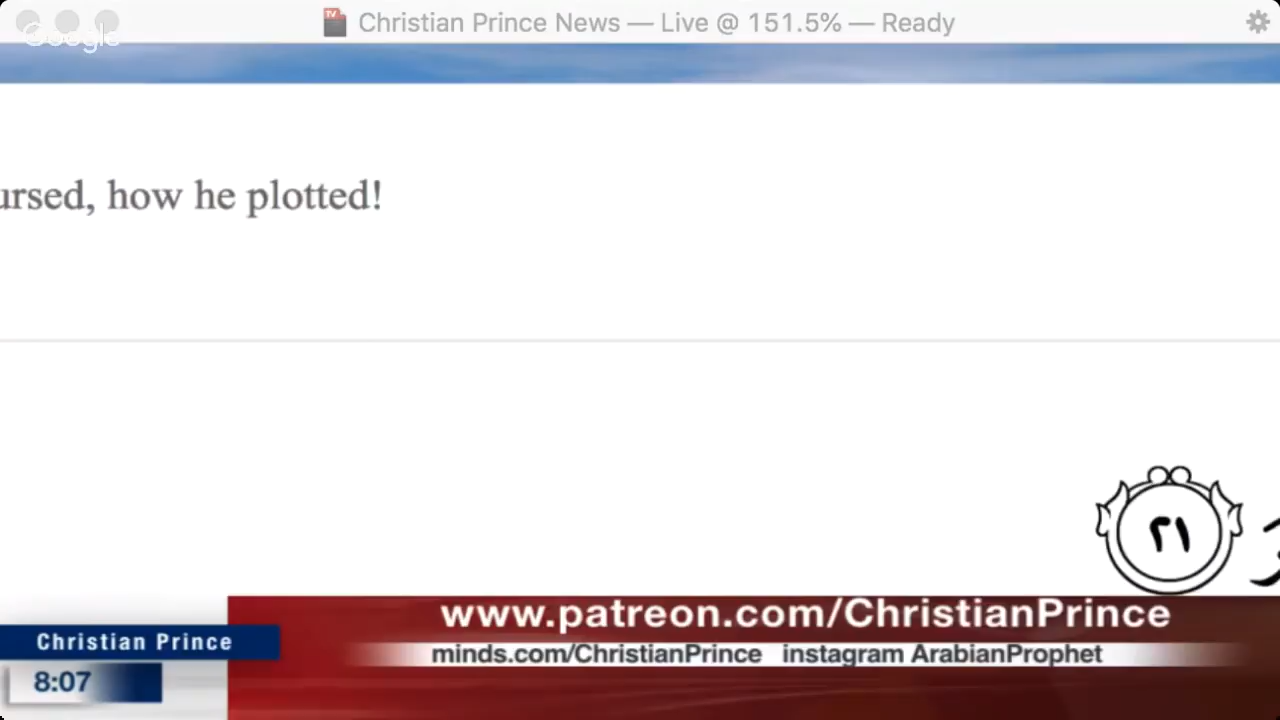 Christian Prince News — Live @ 151.5% — Ready
Google
ursed, how he plotted!
٢١
www.patreon.com/ChristianPrince
Christian Prince
minds.com/ChristianPrince instagram ArabianProphet
8:07